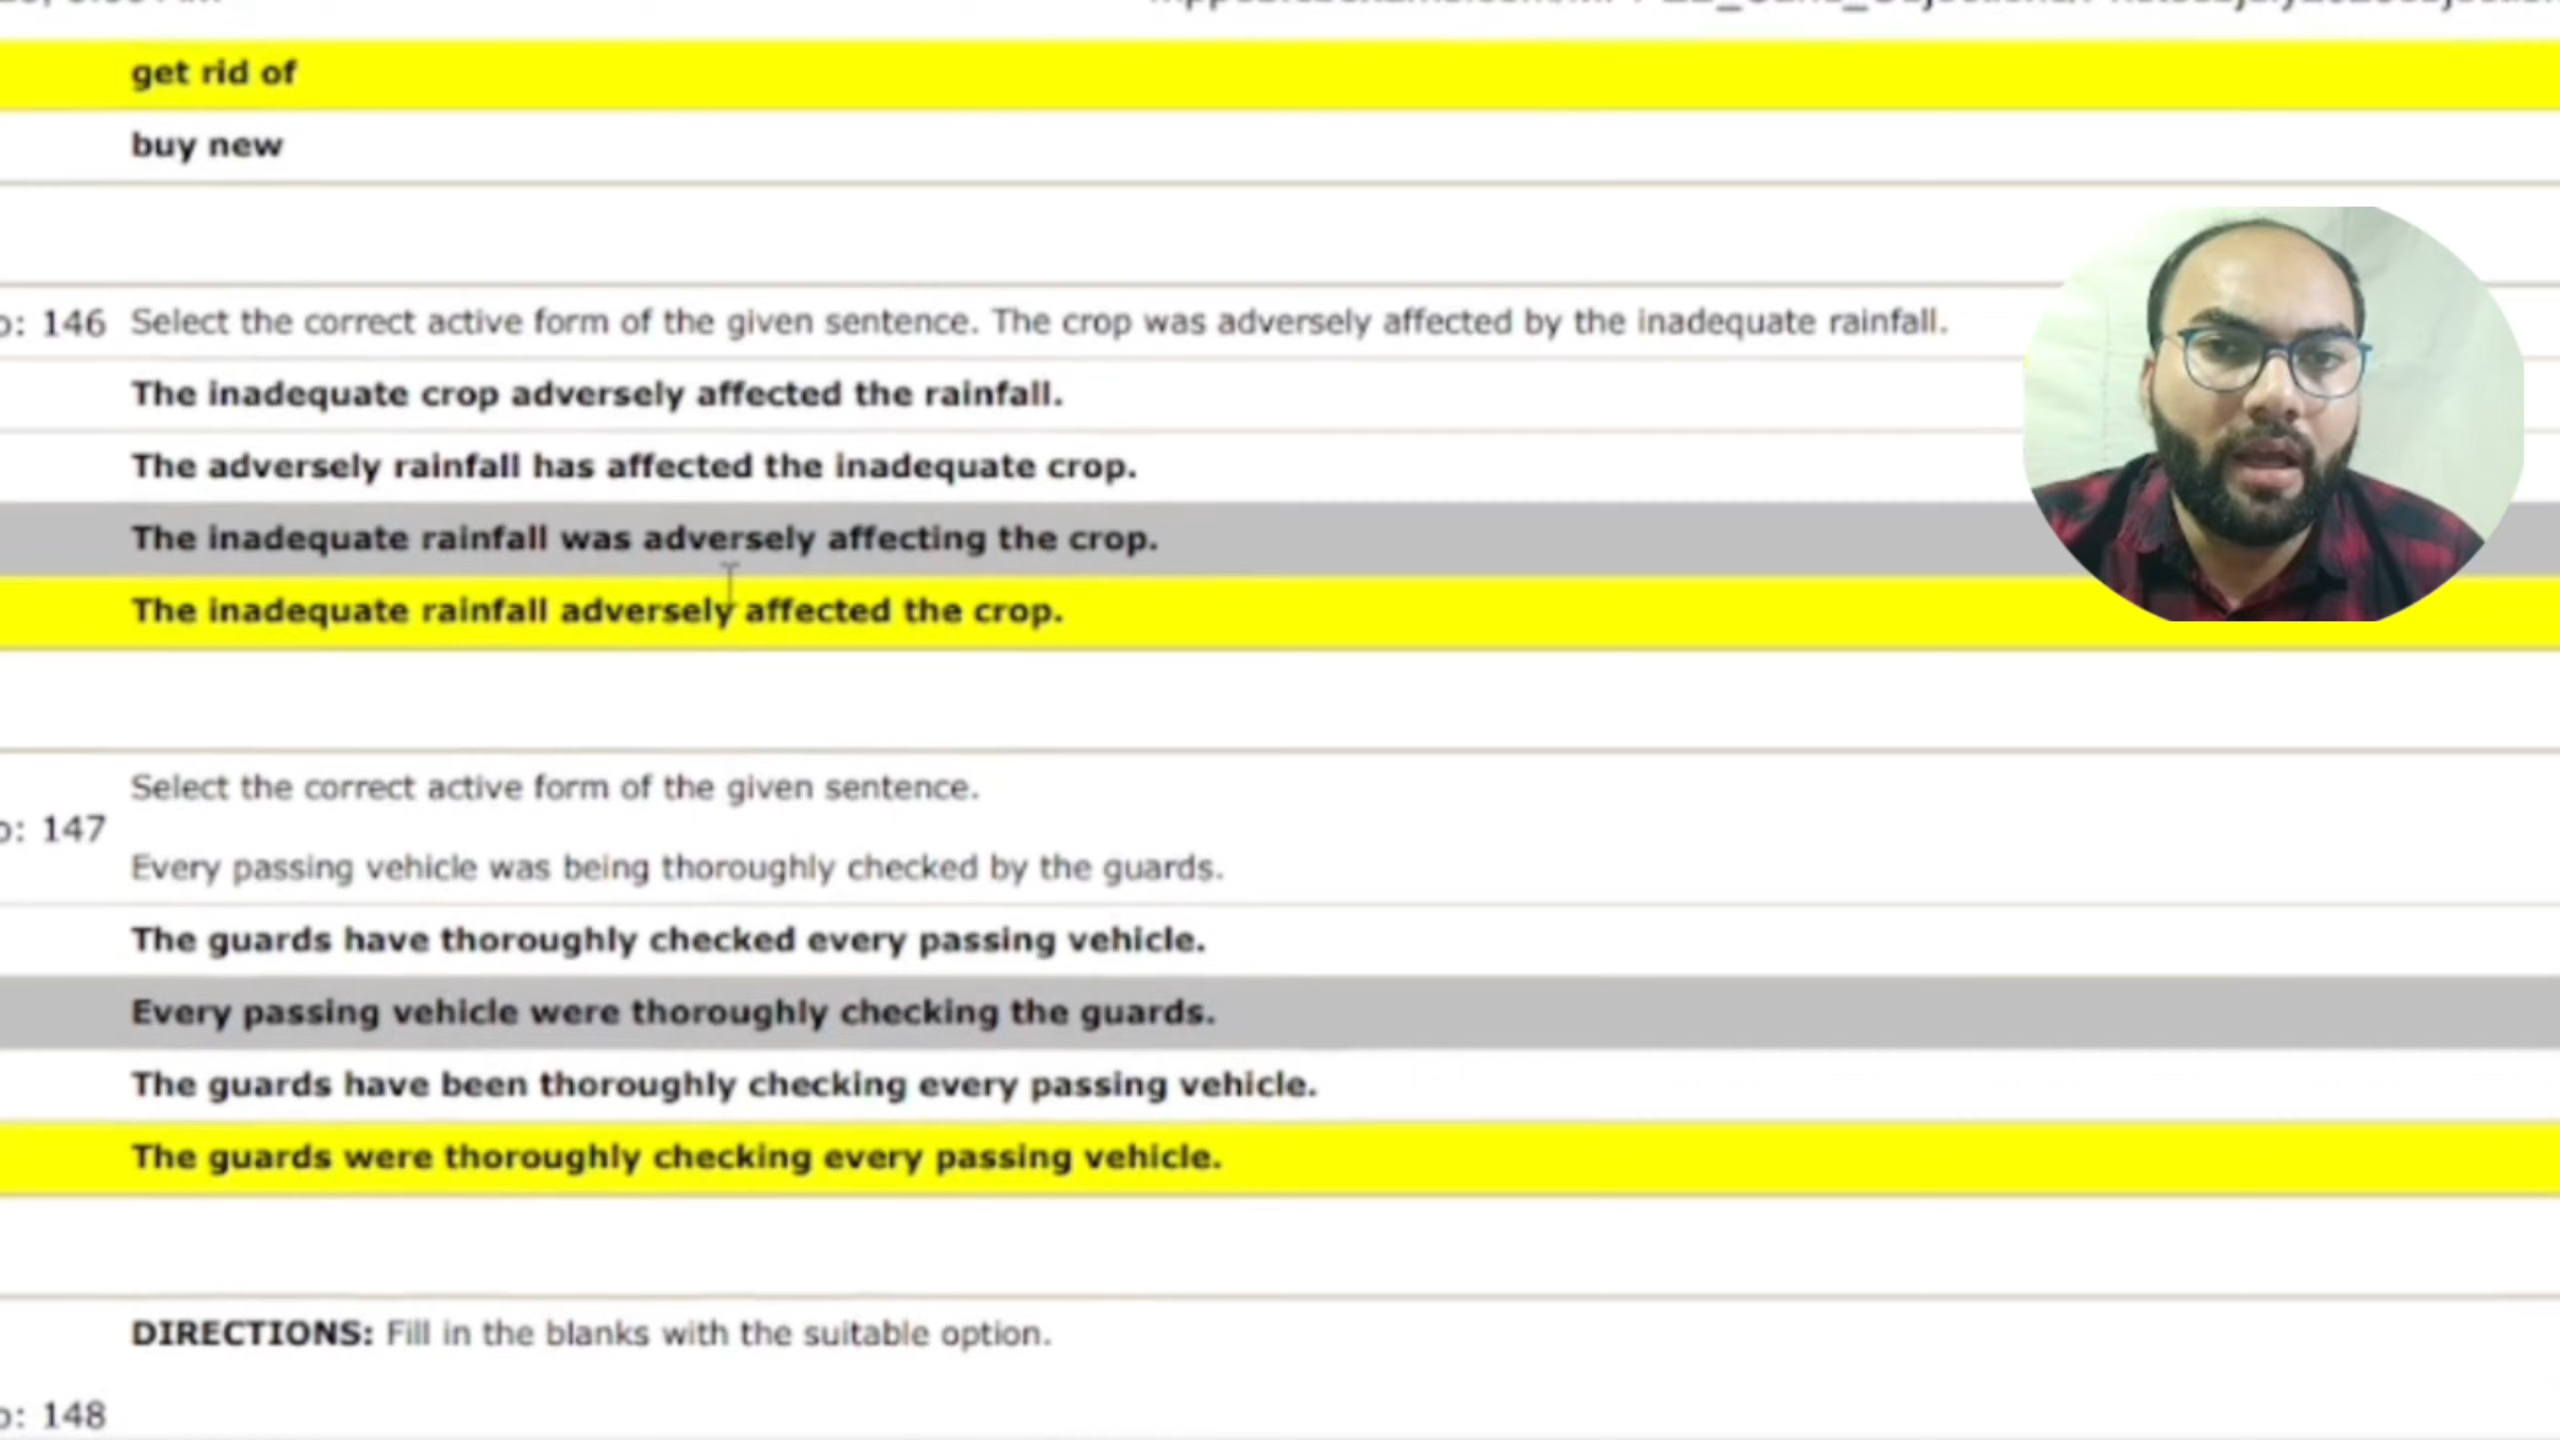 get rid of
buy new
o: 146 Select the correct active form of the given sentence. The crop was adversely affected by the inadequate rainfall.
The inadequate crop adversely affected the rainfall.
The adversely rainfall has affected the inadequate crop.
The inadequate rainfall was adversely affecting the crop.
The inadequate rainfall adversely affected the crop.
Select the correct active form of the given sentence.
o: 147
Every passing vehicle was being thoroughly checked by the guards.
The guards have thoroughly checked every passing vehicle.
Every passing vehicle were thoroughly checking the guards.
The guards have been thoroughly checking every passing vehicle.
The guards were thoroughly checking every passing vehicle.
DIRECTIONS: Fill in the blanks with the suitable option.
o: 148